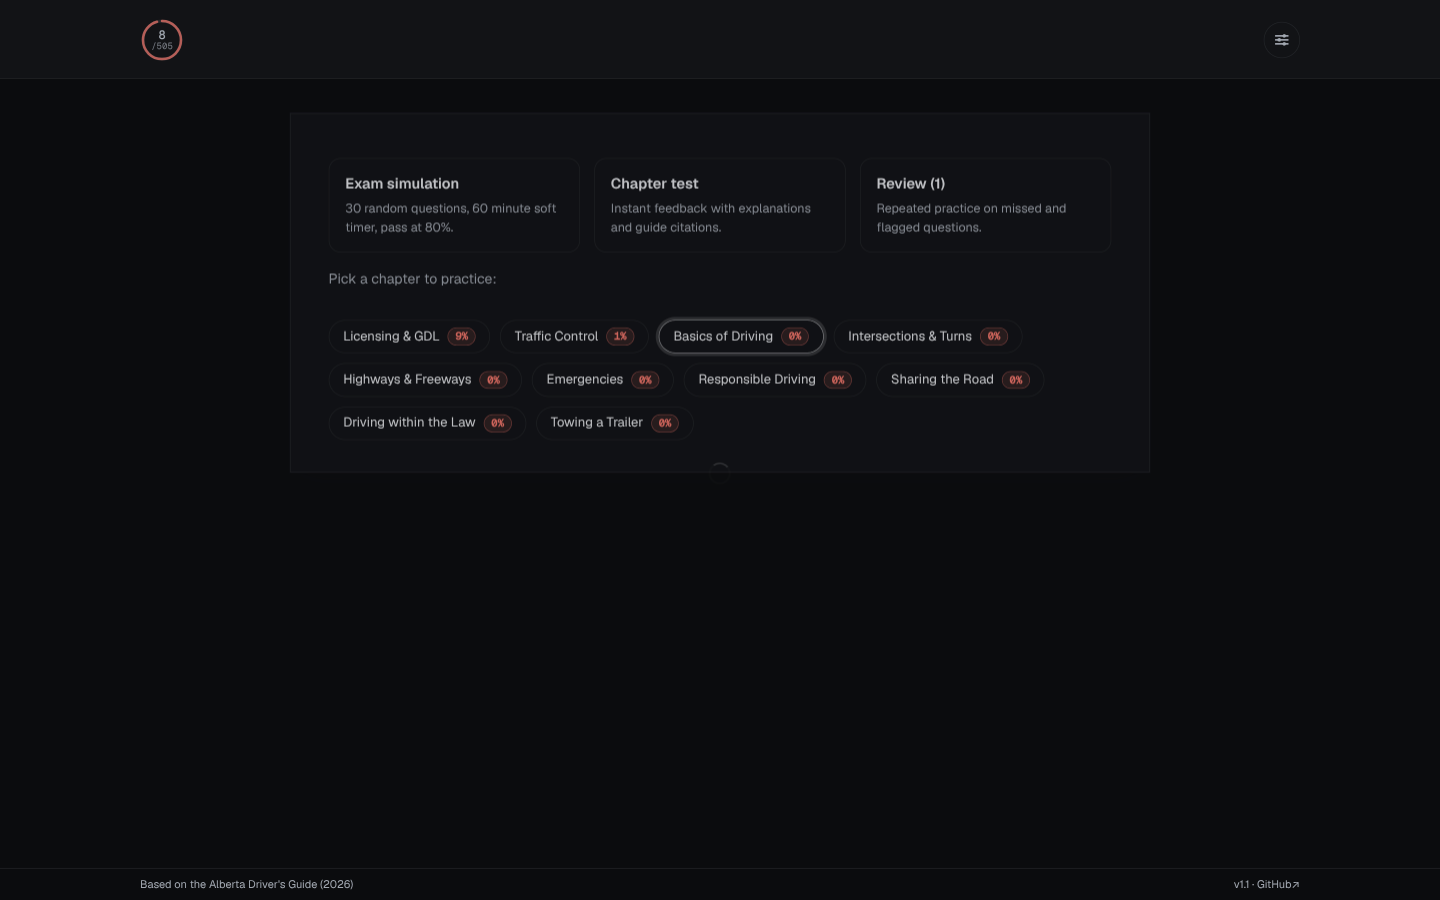 8
/505
Exam simulation
30 random questions, 60 minute soft
timer, pass at 80%.
Chapter test
Instant feedback with explanations
and guide citations.
Review (1)
Repeated practice on missed and
flagged questions.
Pick a chapter to practice:
Licensing & GDL 9% Traffic Control 1% Basics of Driving 0% Intersections & Turns 0%
Highways & Freeways 0% Emergencies 0% Responsible Driving 0% Sharing the Road 0%
Driving within the Law 0% Towing a Trailer 0%
Based on the Alberta Driver's Guide (2026) v1.1 · GitHub↗